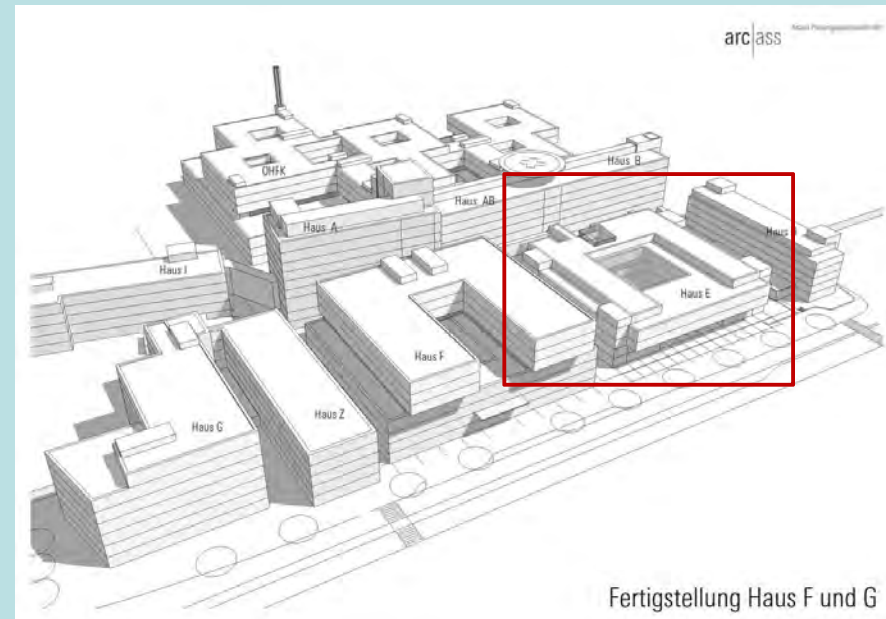 arc|ass
OHFK
Haus B
Haus AB
Haus A
Haus I
Haus E
Haus F
Haus Z
Haus G
Fertigstellung Haus F und G